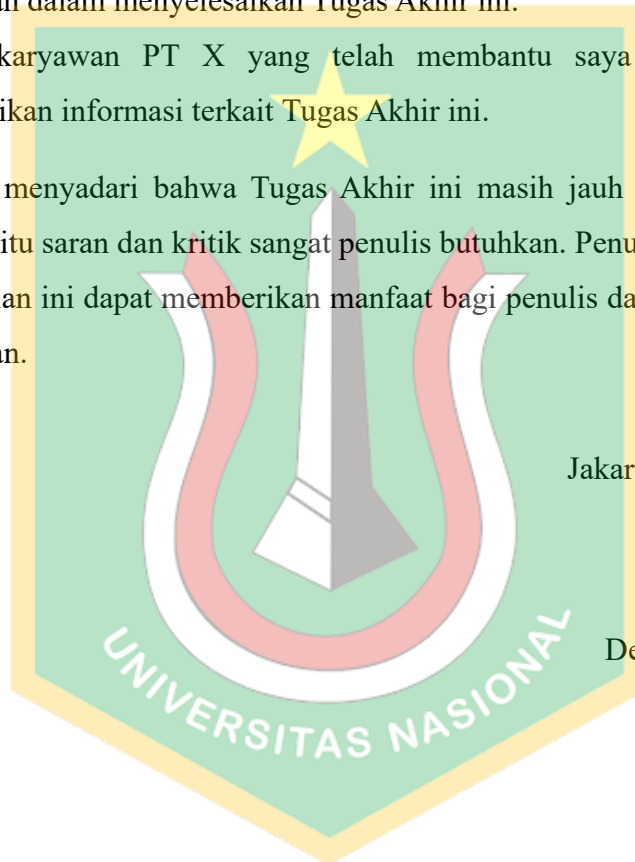 dalam menyelesaikan Tugas Akhir ini.
karyawan PT X yang telah membantu saya
ikan informasi terkait Tugas Akhir ini.
menyadari bahwa Tugas Akhir ini masih jauh
itu saran dan kritik sangat penulis butuhkan. Penu
an ini dapat memberikan manfaat bagi penulis da
an.
Jakar
De
UNIVERSITAS NASIONAL